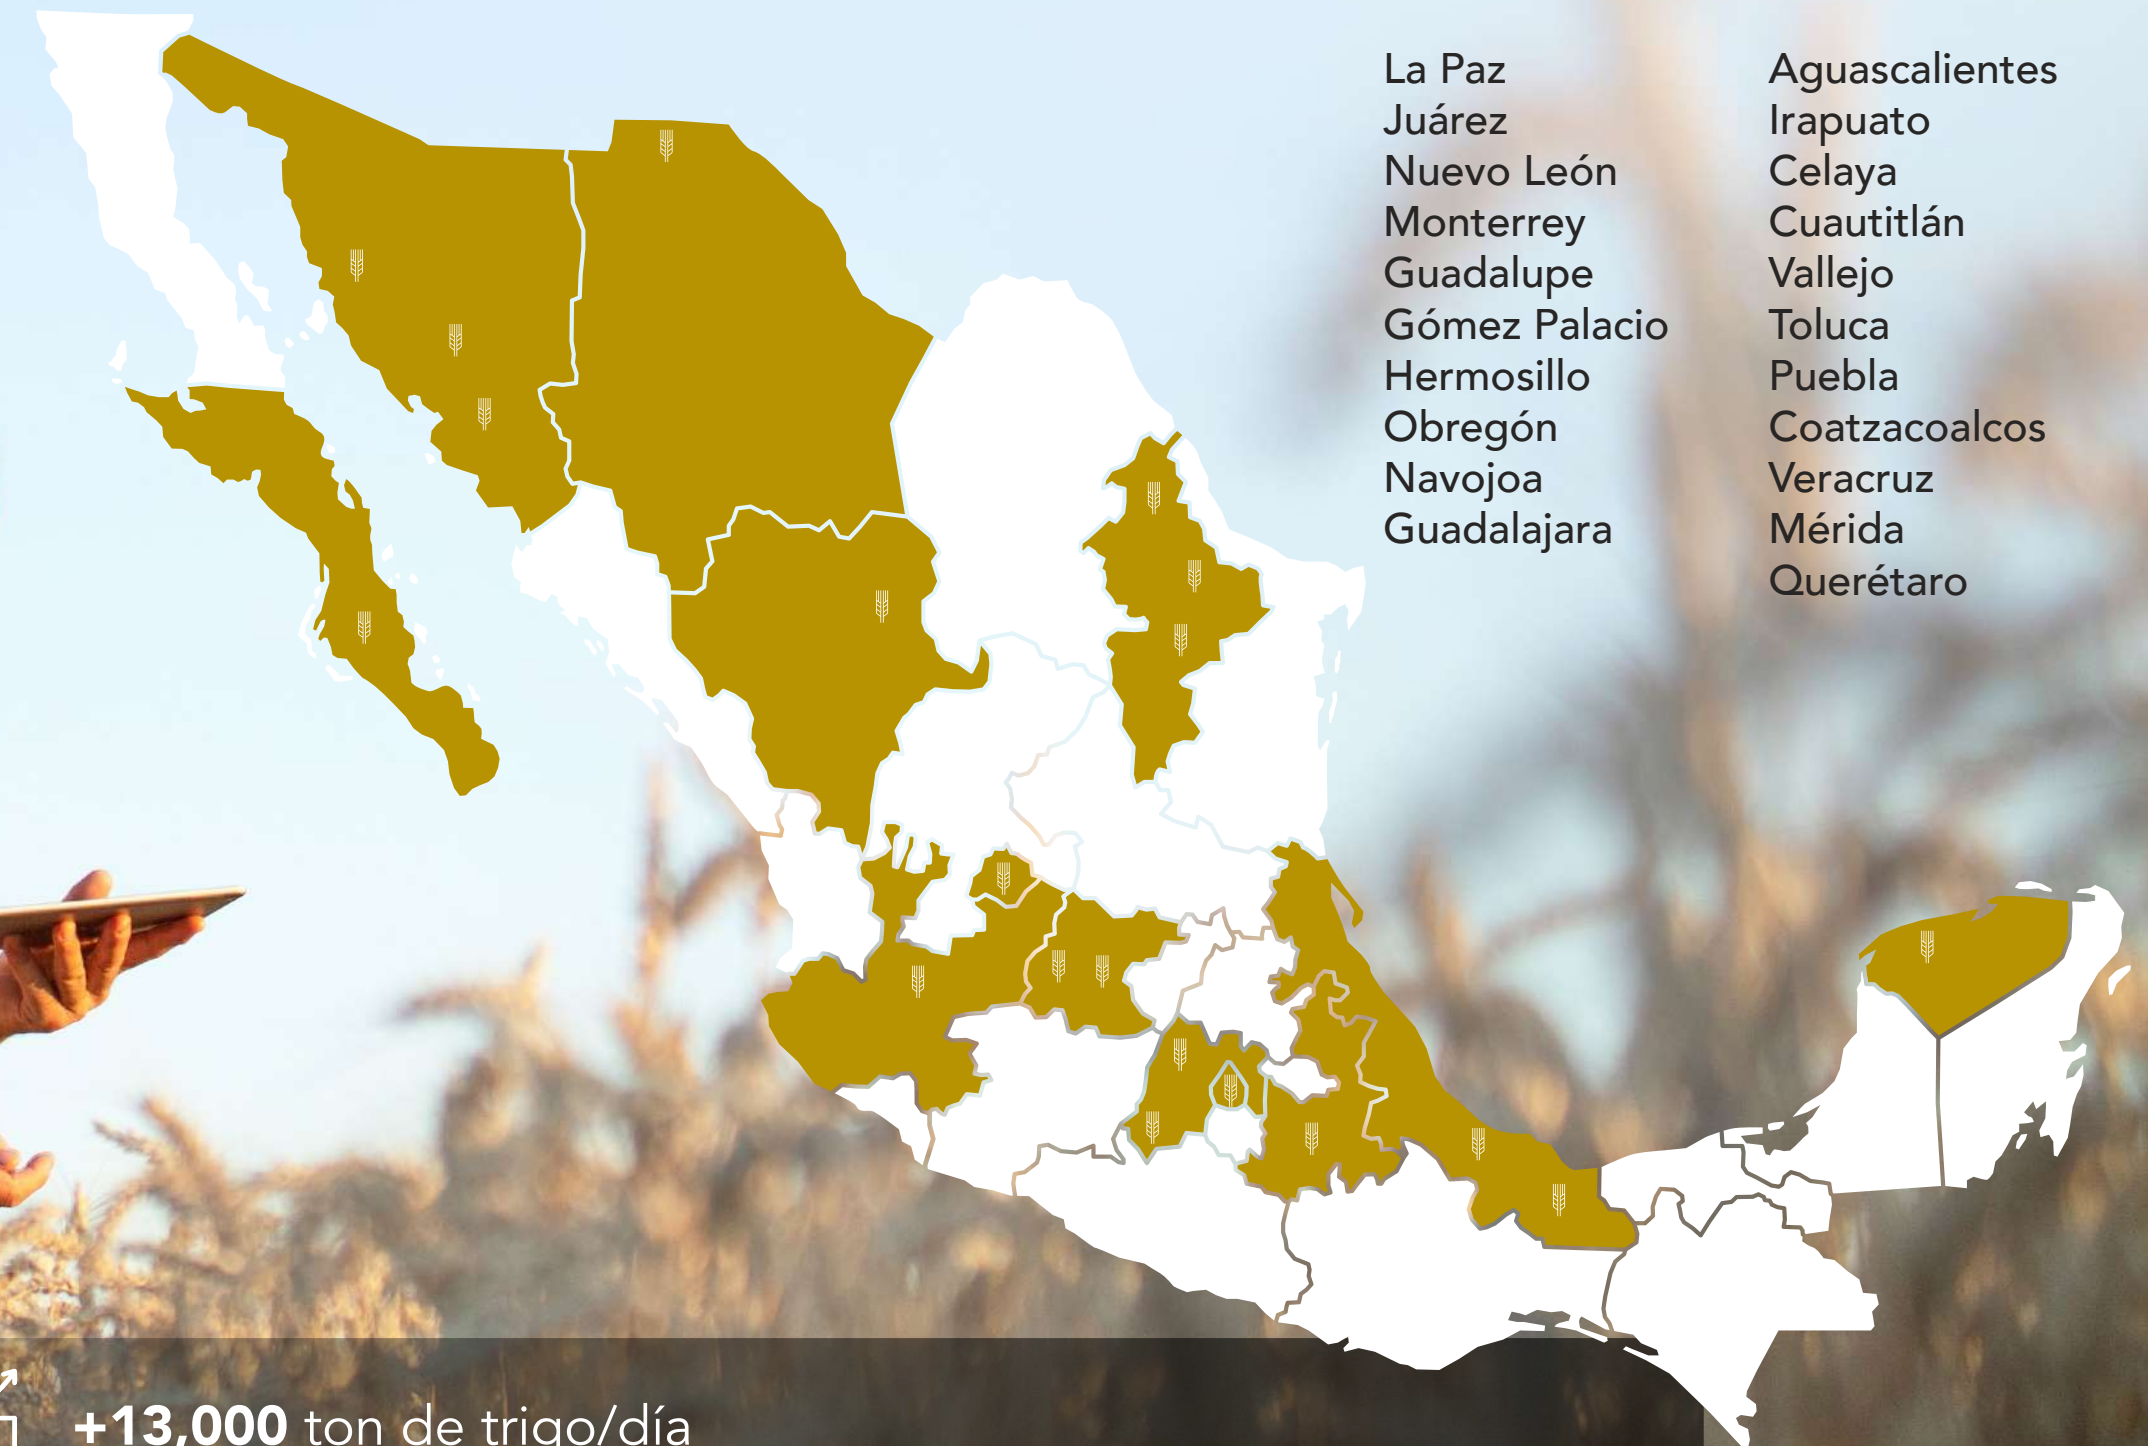 La Paz
Juárez
Nuevo León
Monterrey
Guadalupe
Gómez Palacio
Hermosillo
Obregón
Navojoa
Guadalajara
Aguascalientes
Irapuato
Celaya
Cuautitlán
Vallejo
Toluca
Puebla
Coatzacoalcos
Veracruz
Mérida
Querétaro
+13,000 ton de trigo/día